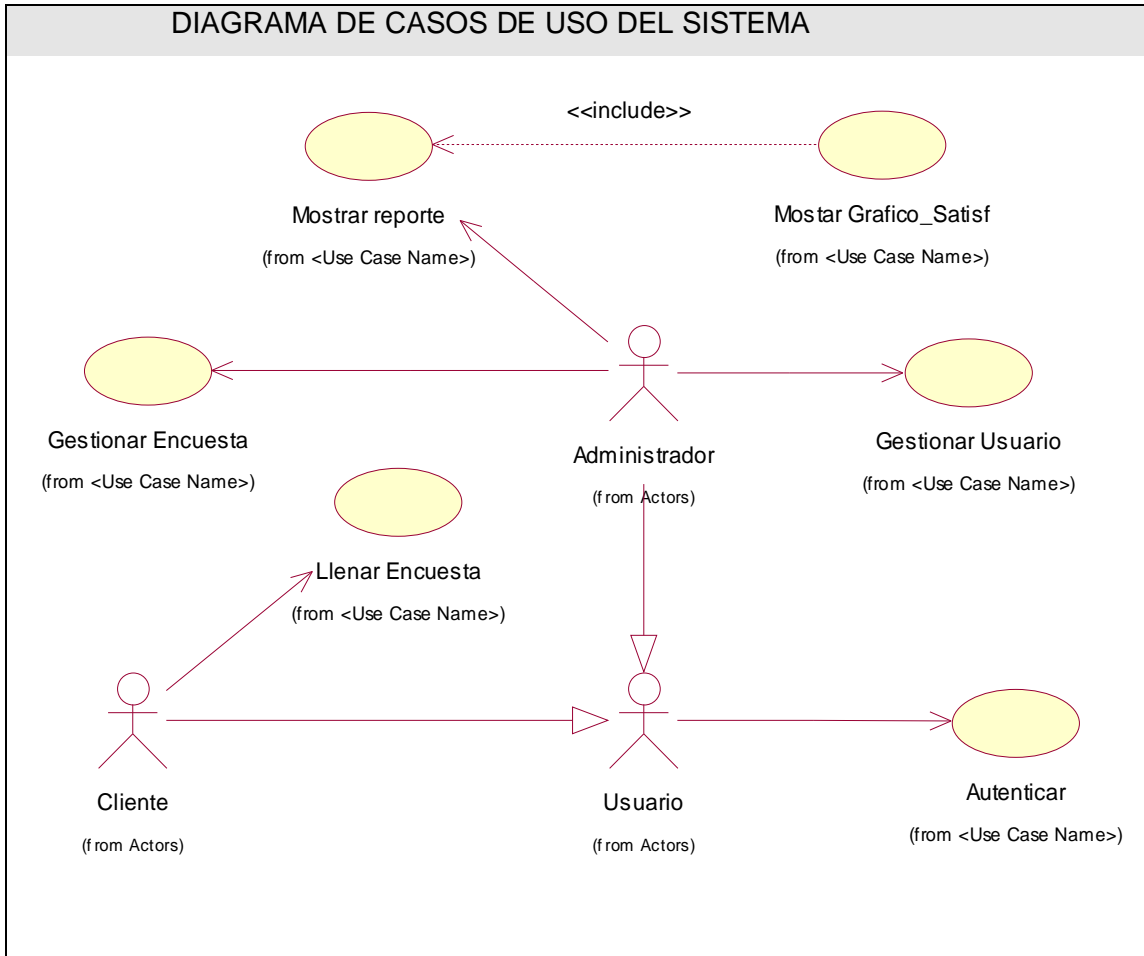 DIAGRAMA DE CASOS DE USO DEL SISTEMA
<<include>>
Mostrar reporte
(from <Use Case Name>)
Mostar Grafico_Satisf
(from <Use Case Name>)
Gestionar Encuesta
(from <Use Case Name>)
Administrador
(from Actors)
Gestionar Usuario
(from <Use Case Name>)
Llenar Encuesta
(from <Use Case Name>)
Cliente
(from Actors)
Usuario
(from Actors)
Autenticar
(from <Use Case Name>)